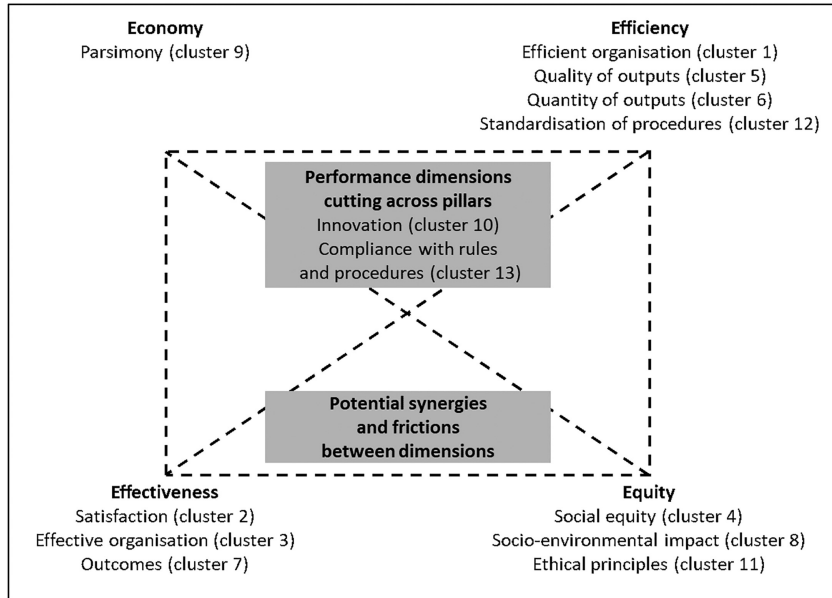 Economy
Parsimony (cluster 9)
Efficiency
Efficient organisation (cluster 1)
Quality of outputs (cluster 5)
Quantity of outputs (cluster 6)
Standardisation of procedures (cluster 12)
Performance dimensions
cutting across pillars
Innovation (cluster 10)
Compliance with rules
and procedures (cluster 13)
Potential synergies
and frictions
between dimensions
Effectiveness
Satisfaction (cluster 2)
Effective organisation (cluster 3)
Outcomes (cluster 7)
Equity
Social equity (cluster 4)
Socio-environmental impact (cluster 8)
Ethical principles (cluster 11)